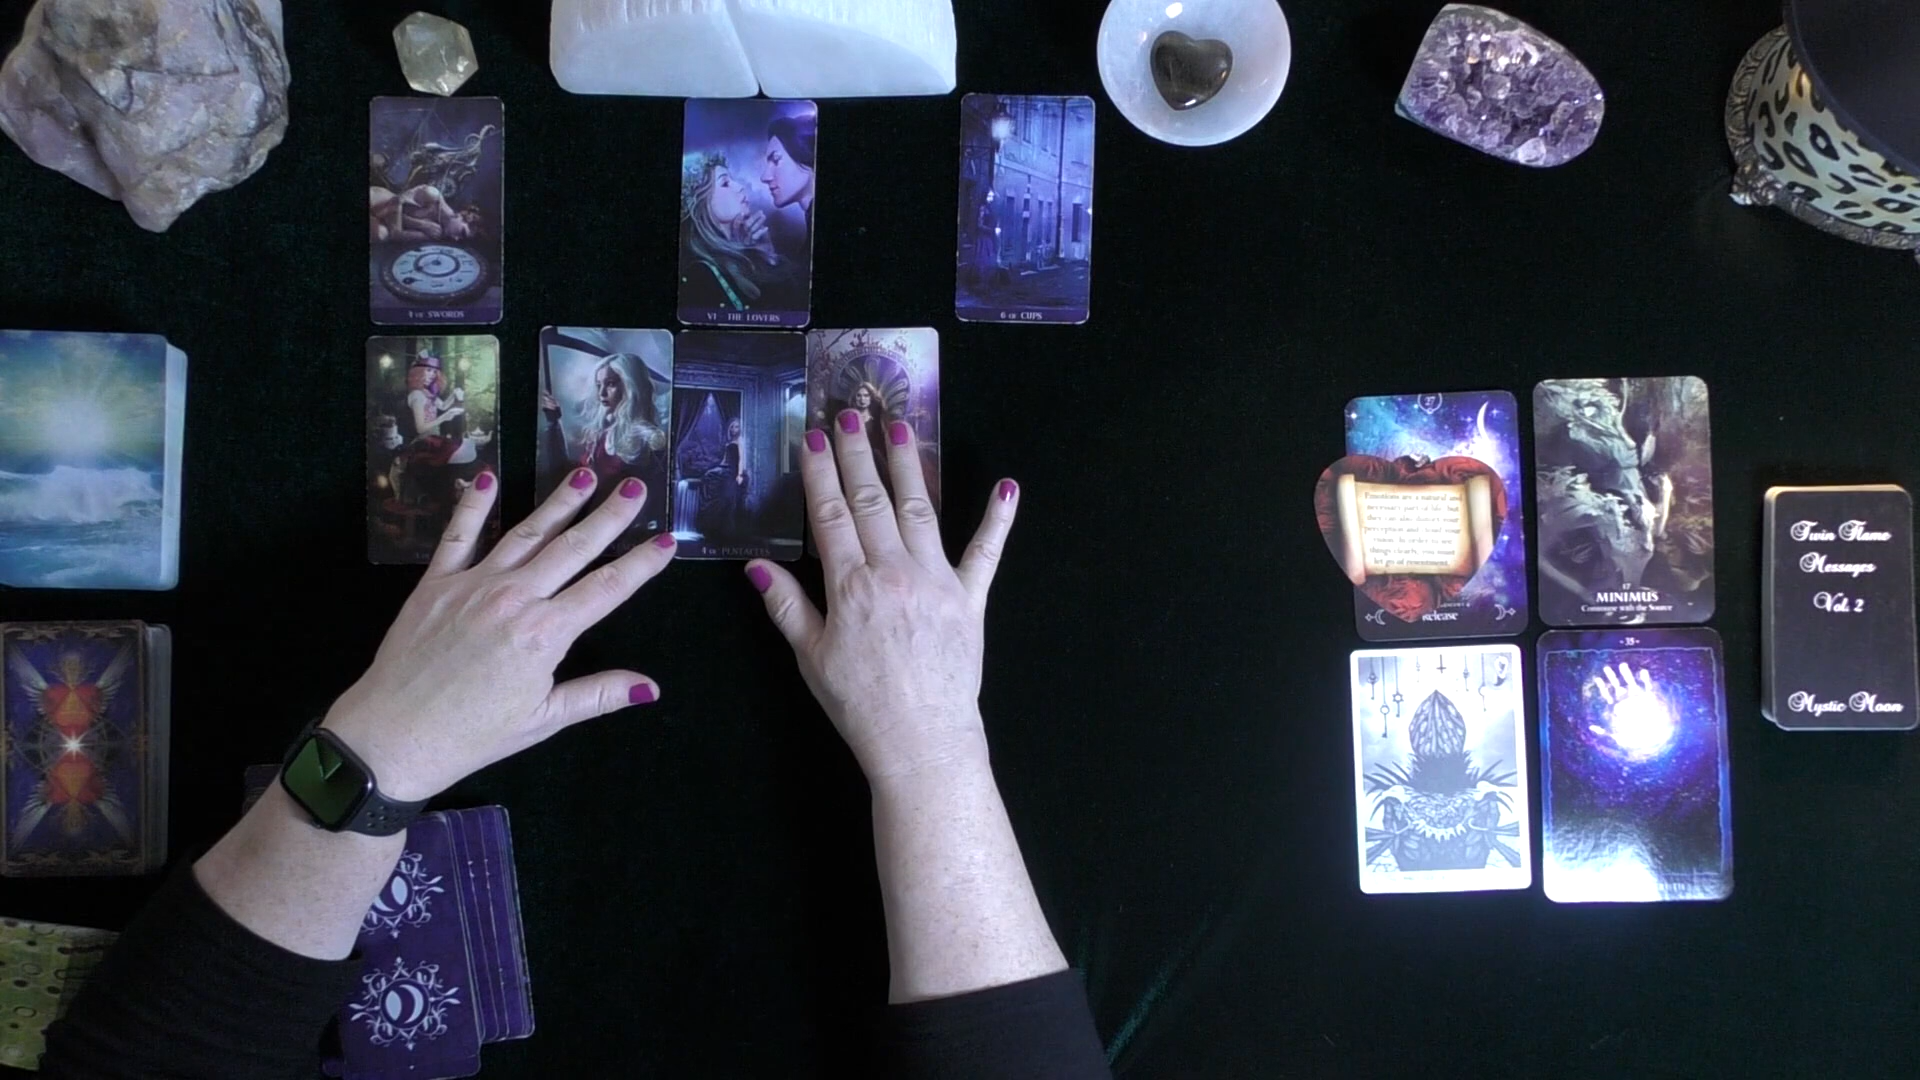 4 OF SWORDS
VI THE LOVERS
6 OF CUPS
4 OF PENTACLES
27
Emotions are a natural and
necessary part of life, but
they can also distort your
perception and cloud your
vision. In order to see
things clearly, you must
let go of resentment.
Release
17
MINIMUS
Commune with the Source
- 35 -
Twin Flame
Messages
Vol. 2
Mystic Moon